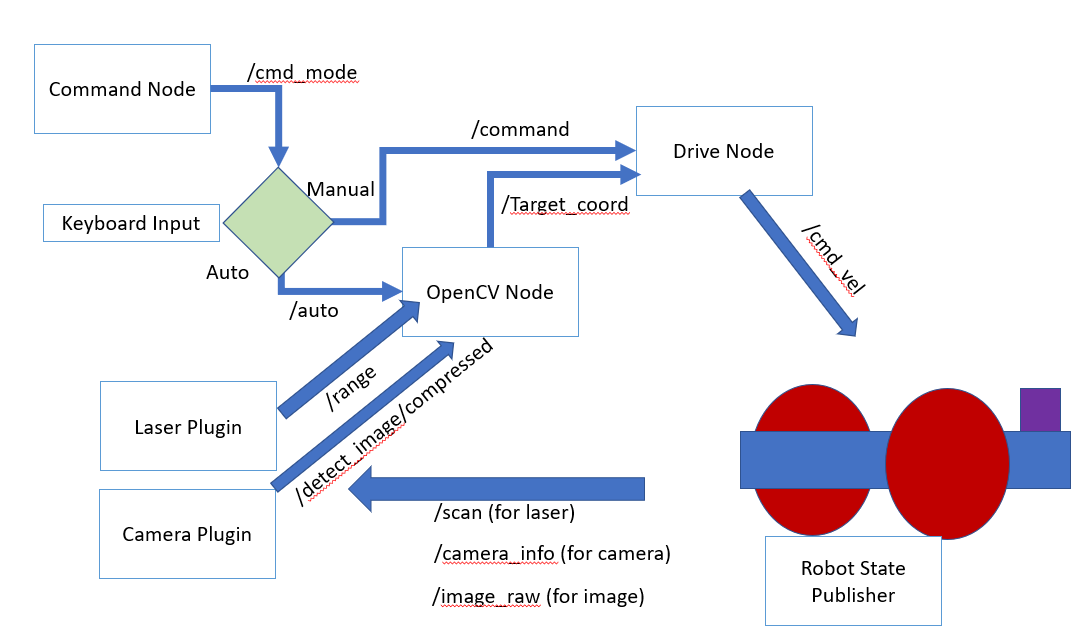 Command Node
/cmd_mode
/command
Drive Node
Manual
Keyboard Input
/Target_coord
/cmd_vel
Auto
OpenCV Node
/auto
/range
/detect_image/compressed
Laser Plugin
Camera Plugin
/scan (for laser)
/camera_info (for camera)
/image_raw (for image)
Robot State
Publisher